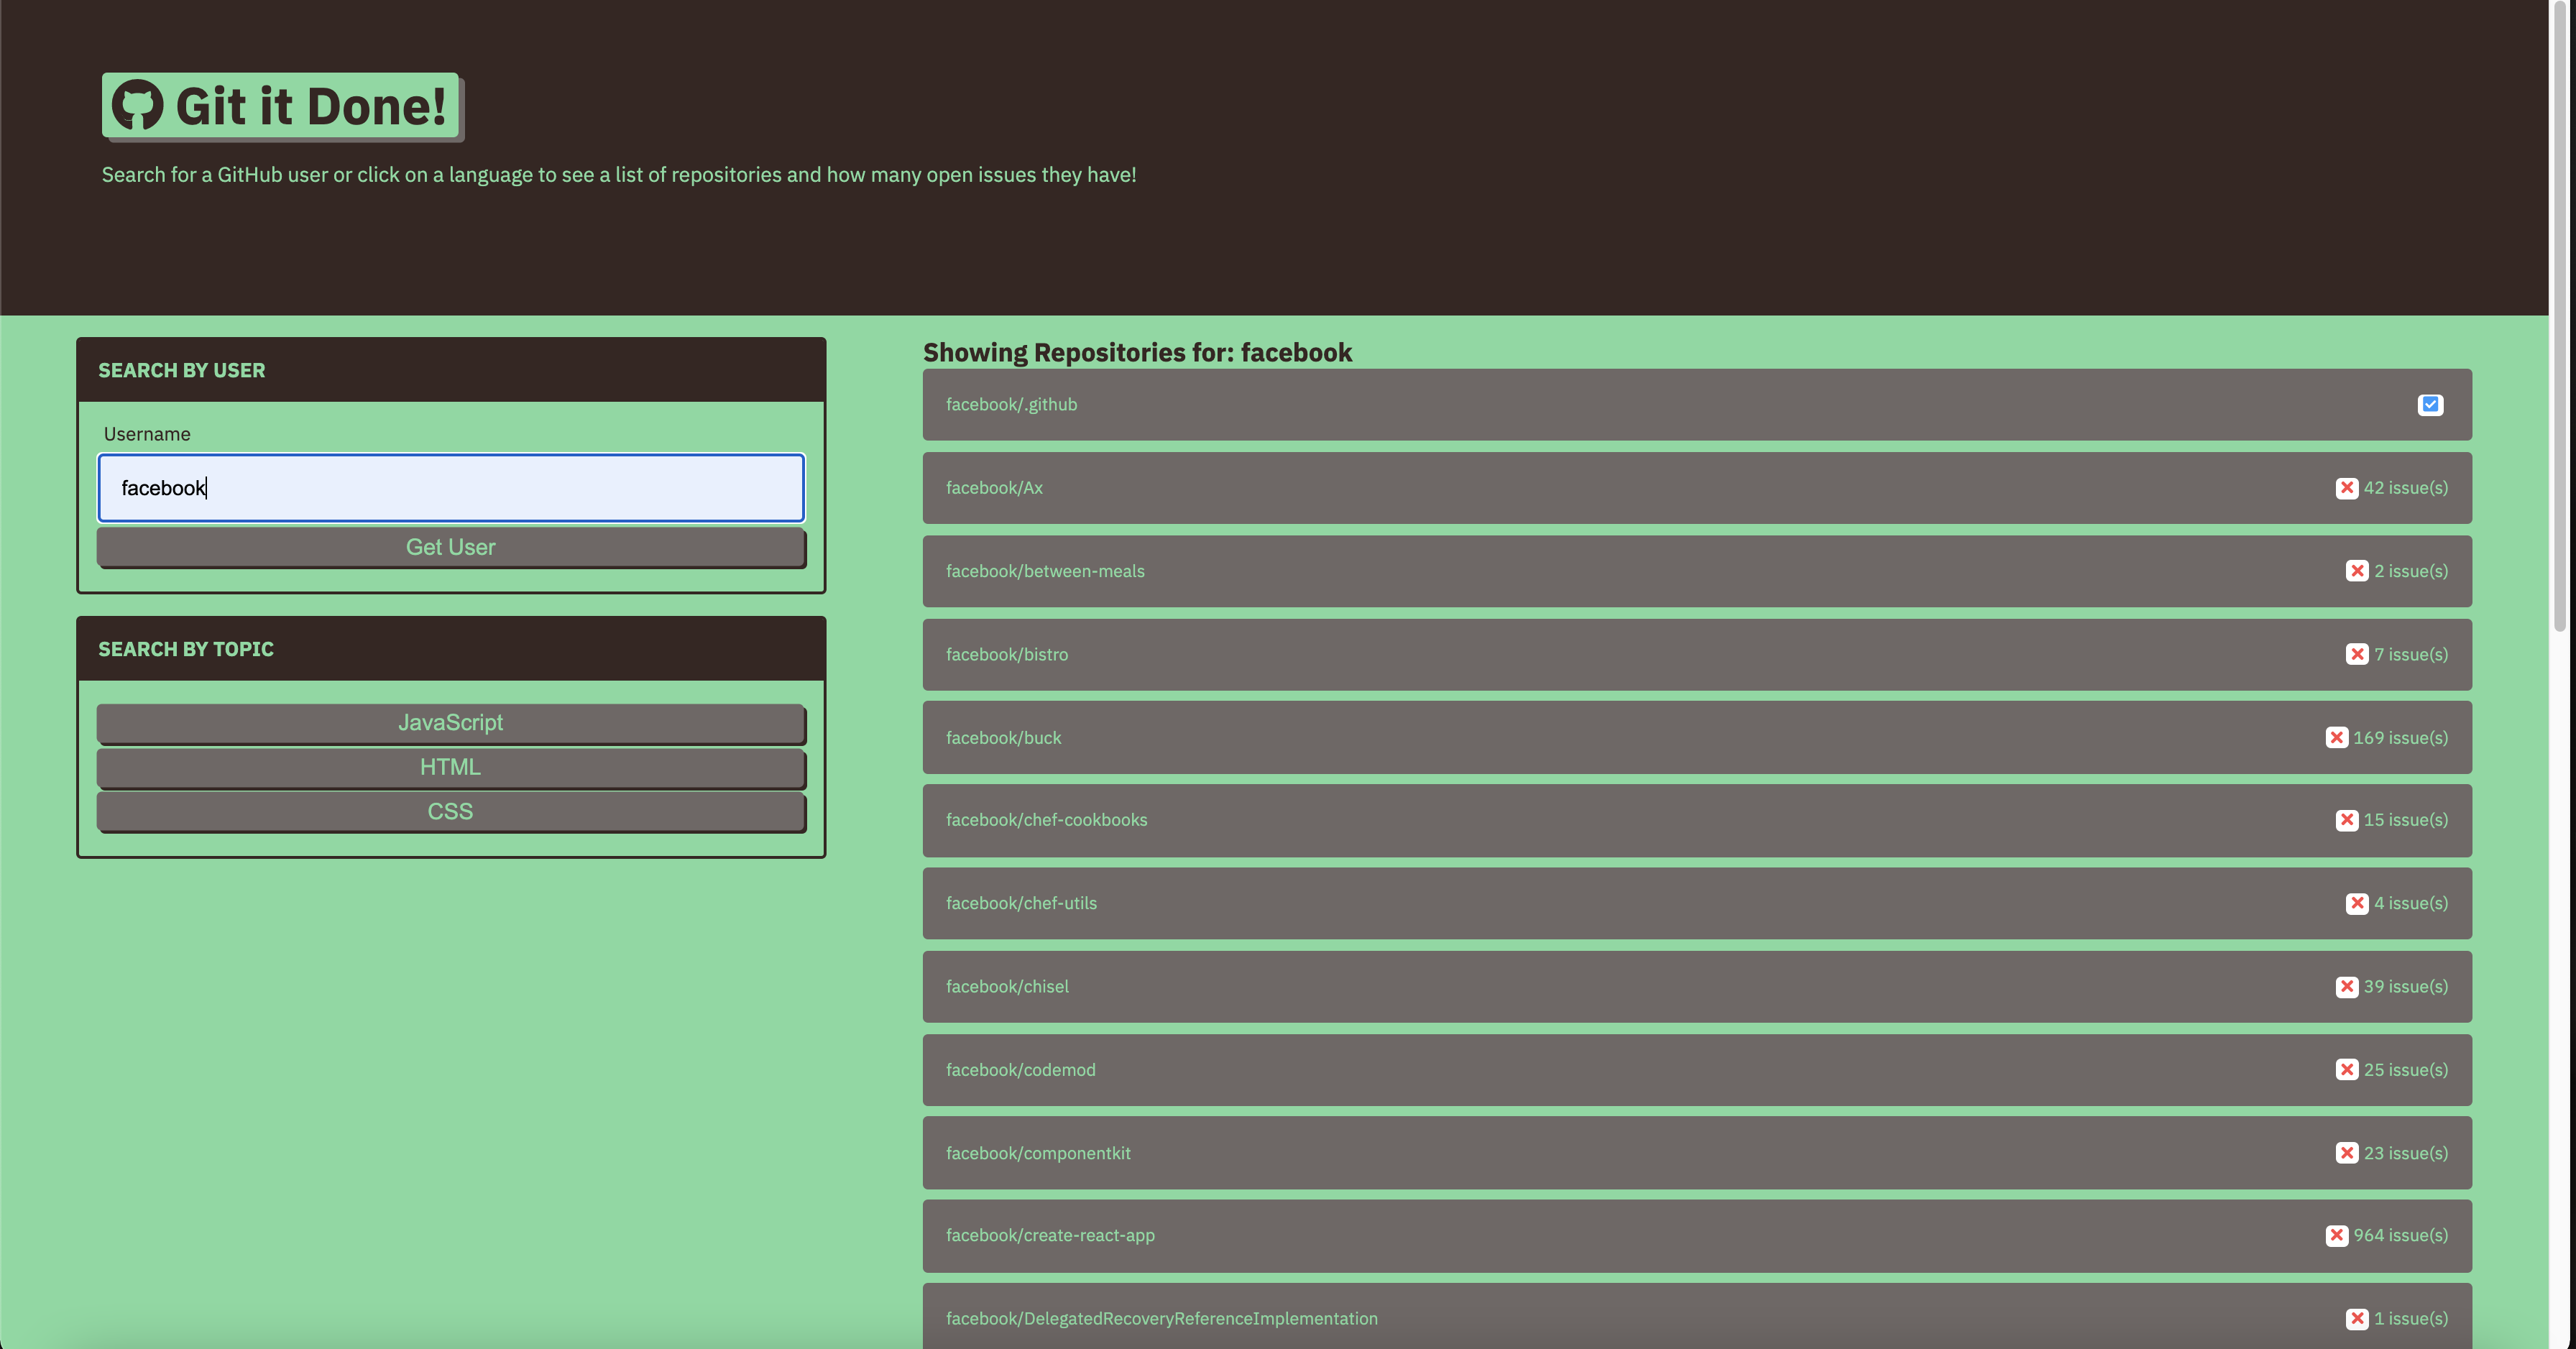 Git it Done!
Search for a GitHub user or click on a language to see a list of repositories and how many open issues they have!
SEARCH BY USER
Username
facebook
Get User
SEARCH BY TOPIC
JavaScript
HTML
CSS
Showing Repositories for: facebook
facebook/.github
facebook/Ax 42 issue(s)
facebook/between-meals 2 issue(s)
facebook/bistro 7 issue(s)
facebook/buck 169 issue(s)
facebook/chef-cookbooks 15 issue(s)
facebook/chef-utils 4 issue(s)
facebook/chisel 39 issue(s)
facebook/codemod 25 issue(s)
facebook/componentkit 23 issue(s)
facebook/create-react-app 964 issue(s)
facebook/DelegatedRecoveryReferenceImplementation 1 issue(s)